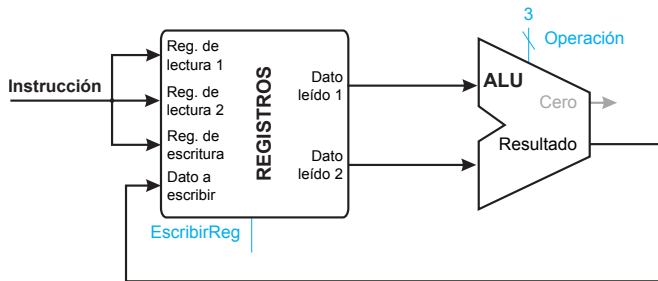 Instrucción
Reg. de
lectura 1
Reg. de
lectura 2
Reg. de
escritura
Dato a
escribir
REGISTROS
Dato
leído 1
Dato
leído 2
EscribirReg
3
Operación
ALU
Cero
Resultado